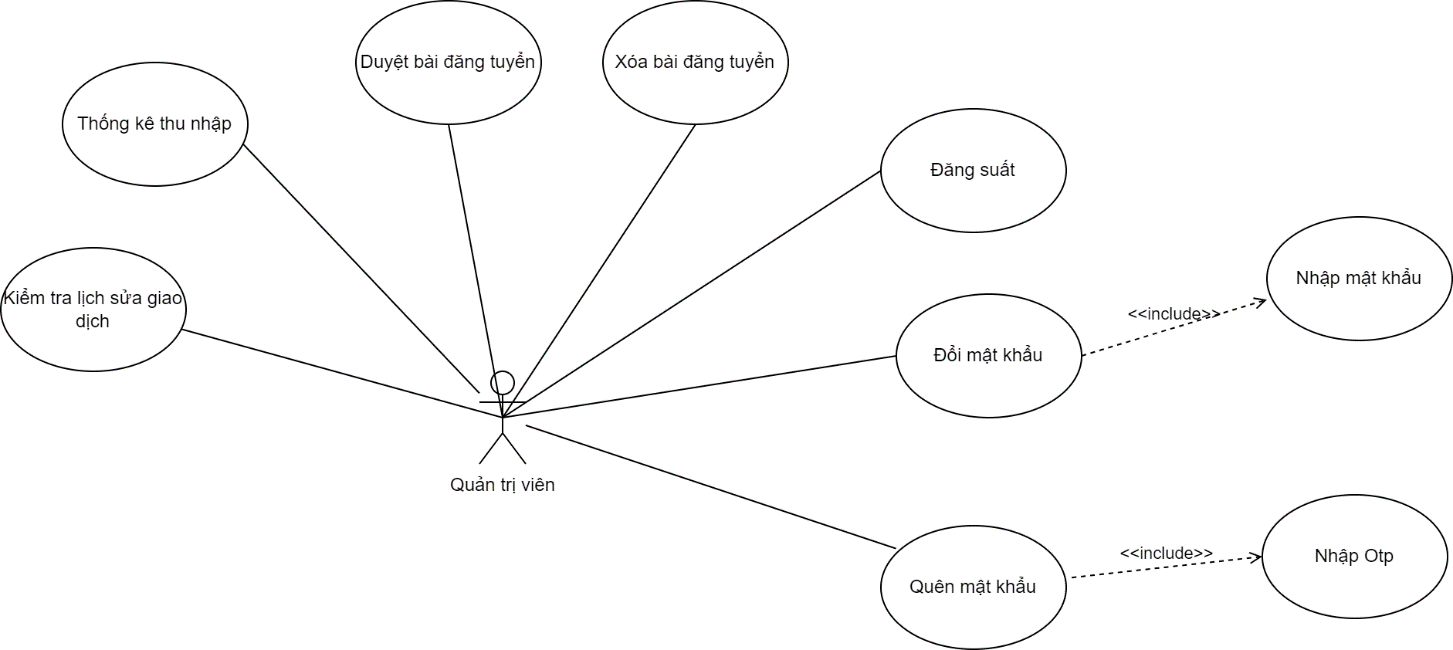 Duyệt bài đăng tuyển
Xóa bài đăng tuyển
Thống kê thu nhập
Đăng suất
Kiểm tra lịch sửa giao
dịch
Nhập mật khẩu
<<include>>
Đổi mật khẩu
Quản trị viên
<<include>>
Nhập Otp
Quên mật khẩu